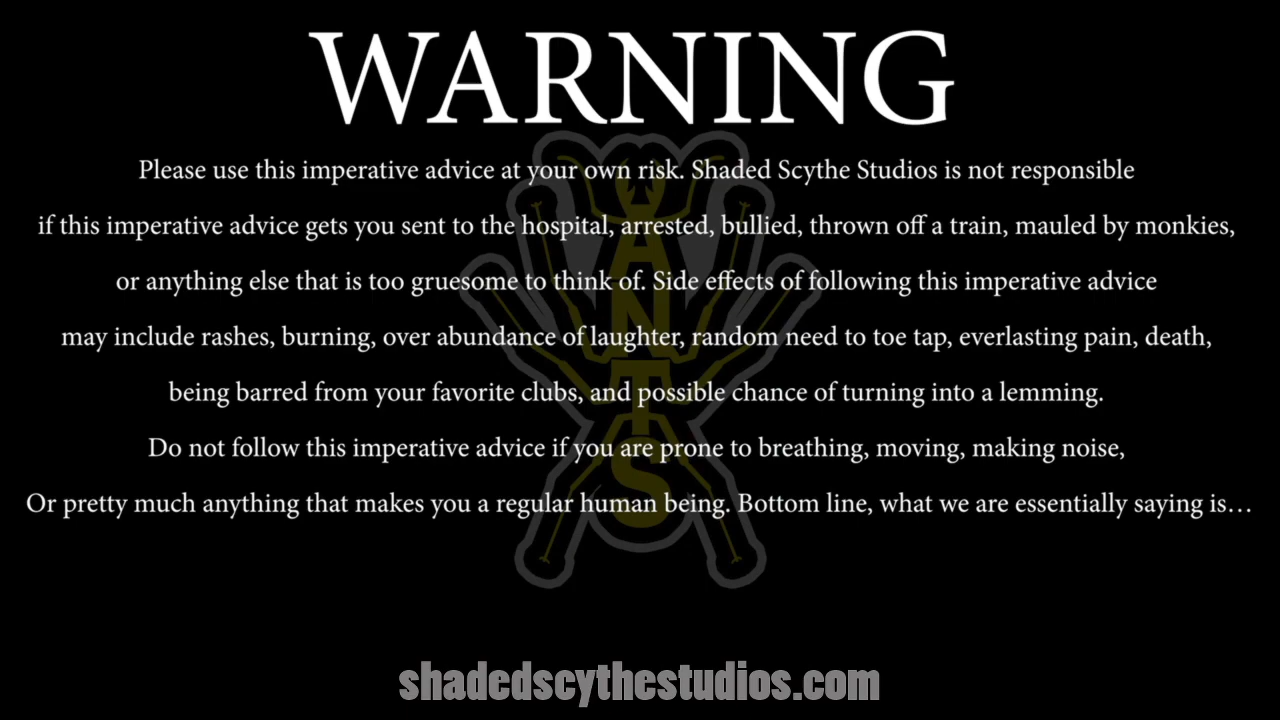 WARNING
Please use this imperative advice at your own risk. Shaded Scythe Studios is not responsible
if this imperative advice gets you sent to the hospital, arrested, bullied, thrown off a train, mauled by monkies,
or anything else that is too gruesome to think of. Side effects of following this imperative advice
may include rashes, burning, over abundance of laughter, random need to toe tap, everlasting pain, death,
being barred from your favorite clubs, and possible chance of turning into a lemming.
Do not follow this imperative advice if you are prone to breathing, moving, making noise,
Or pretty much anything that makes you a regular human being. Bottom line, what we are essentially saying is…
ANTS
shadedscythestudios.com